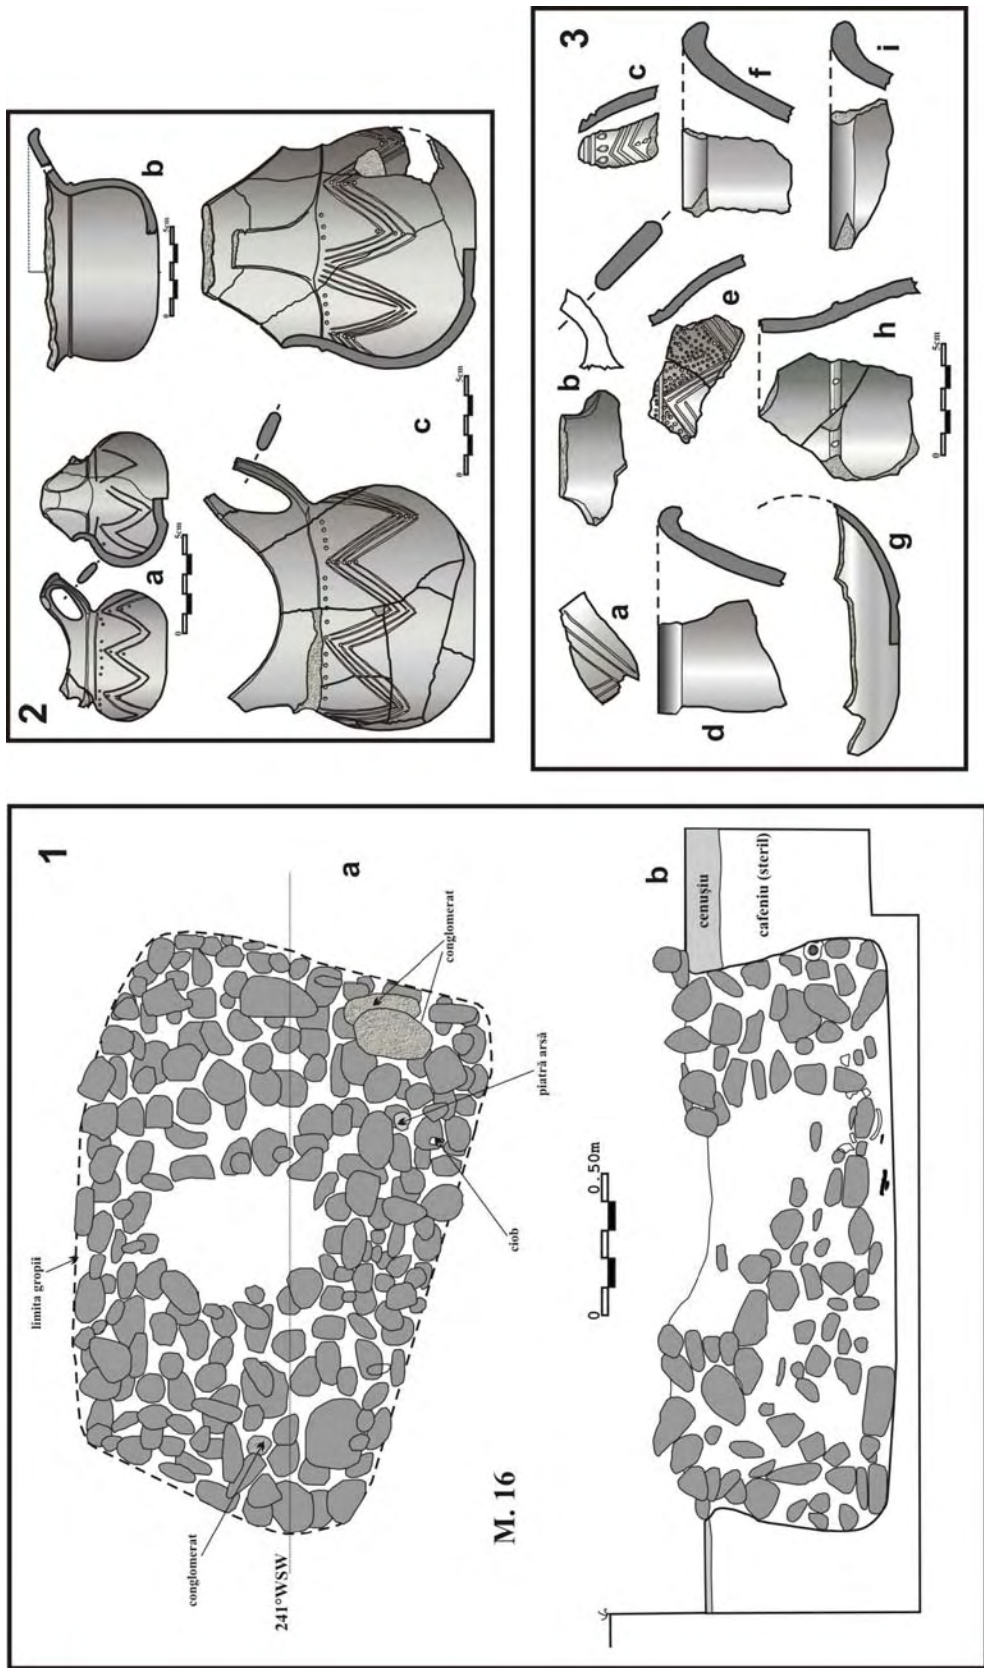 1
a
limita gropii
conglomerat
conglomerat
piatră arsă
ciob
241°WSW
M. 16
0 0.50m
b
cenușiu
cafeniu (steril)
2
a
0 5cm
b
0 5cm
c
0 5cm
3
a
b
c
d
e
f
g
h
i
0 5cm